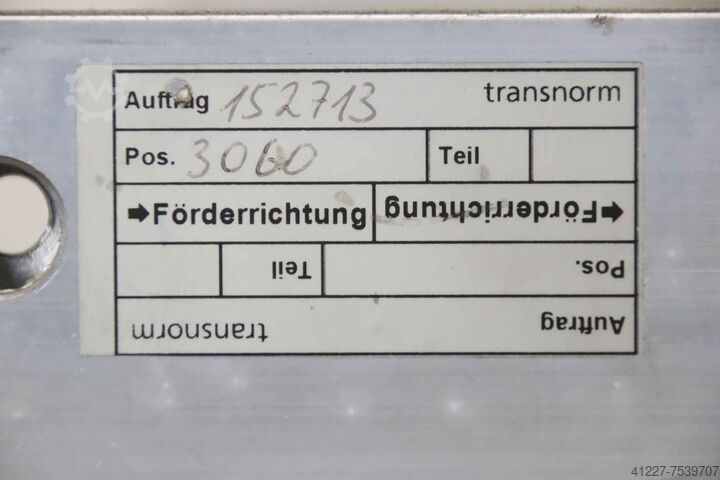 Auftrag 152713 transnorm
Pos. 3060 Teil
➡Förderrichtung ➡Förderrichtung
Teil Pos.
transnorm Auftrag
41227-7539707